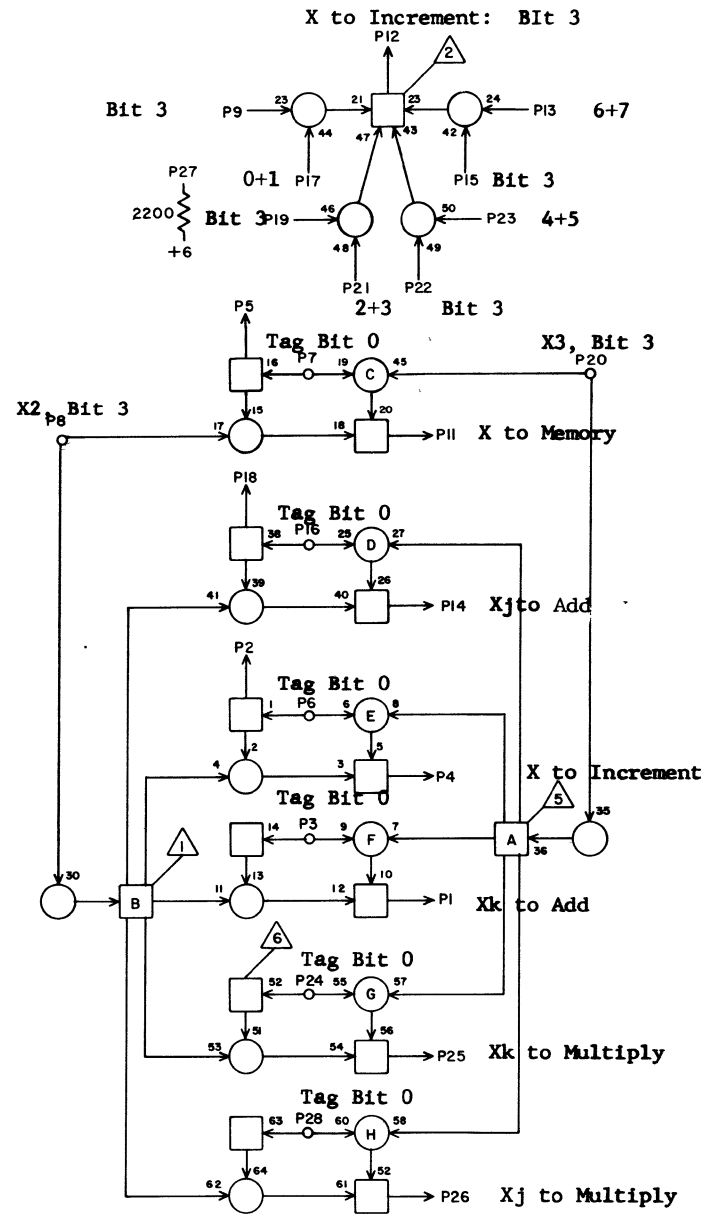 X to Increment: BIt 3
P12
2
Bit 3 P9 23 21 23 24 P13 6+7
44 47 43 42
P27
0+1 P17 P15 Bit 3
2200 Bit 3 P19 46 50 P23 4+5
+6
48 49
P21 P22
2+3 Bit 3
P5
Tag Bit 0 X3, Bit 3
16 P7 19 C 45 P20
X2, Bit 3
P8
15 20
17 18 P11 X to Memory
P18
Tag Bit 0
38 P16 25 D 27
39 26
41 40 P14 Xjto Add
P2
Tag Bit 0
1 P6 6 E 8
2 5
4 3 P4
X to Increment
Tag Bit 0
5
35
14 P3 9 F 7 A 36
1
30
13 10
B 11 12 P1 Xk to Add
6
Tag Bit 0
52 P24 55 G 57
51 56
53 54 P25 Xk to Multiply
Tag Bit 0
63 P28 60 H 58
64 52
62 61 P26 Xj to Multiply